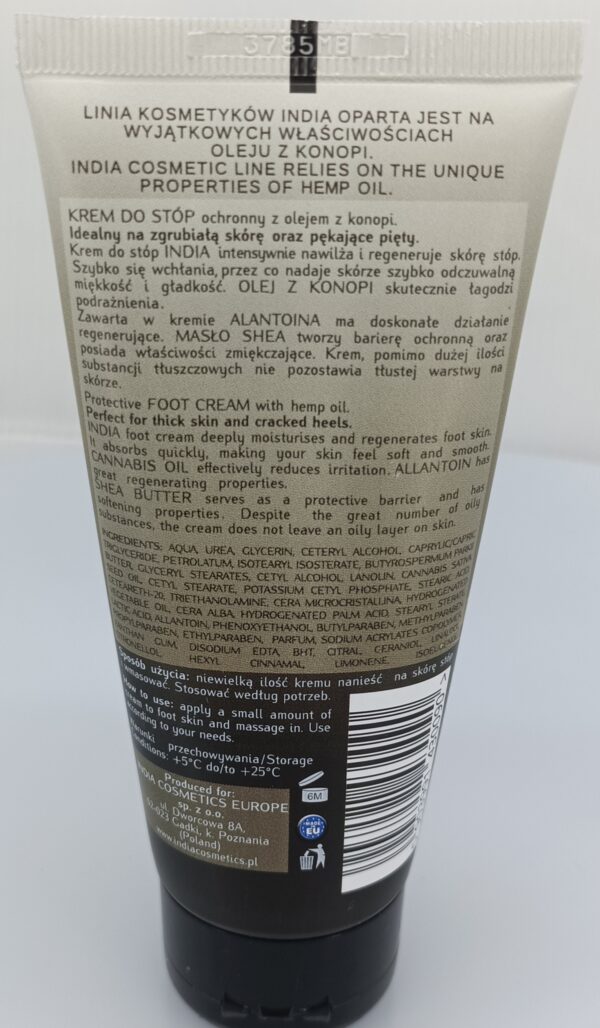 3785MB
LINIA KOSMETYKÓW INDIA OPARTA JEST NA
WYJĄTKOWYCH WŁAŚCIWOŚCIACH
OLEJU Z KONOPI.
INDIA COSMETIC LINE RELIES ON THE UNIQUE
PROPERTIES OF HEMP OIL.
KREM DO STÓP ochronny z olejem z konopi.
Idealny na zgrubiałą skórę oraz pękające pięty.
Krem do stóp INDIA intensywnie nawilża i regeneruje skórę stóp.
Szybko się wchłania, przez co nadaje skórze szybko odczuwalną
miękkość i gładkość. OLEJ Z KONOPI skutecznie łagodzi
podrażnienia.
Zawarta w kremie ALANTOINA ma doskonałe działanie
regenerujące. MASŁO SHEA tworzy barierę ochronną oraz
posiada właściwości zmiękczające. Krem, pomimo dużej ilości
substancji tłuszczowych nie pozostawia tłustej warstwy na
skórze.
Protective FOOT CREAM with hemp oil.
Perfect for thick skin and cracked heels.
INDIA foot cream deeply moisturises and regenerates foot skin.
It absorbs quickly, making your skin feel soft and smooth.
CANNABIS OIL effectively reduces irritation. ALLANTOIN has
great regenerating properties.
SHEA BUTTER serves as a protective barrier and has
softening properties. Despite the great number of oily
substances, the cream does not leave an oily layer on skin.
INGREDIENTS: AQUA, UREA, GLYCERIN, CETERYL ALCOHOL, CAPRYLIC/CAPRIC
TRIGLYCERIDE, PETROLATUM, ISOTEARYL ISOSTERATE, BUTYROSPERMUM PARKII
BUTTER, GLYCERYL STEARATES, CETYL ALCOHOL, LANOLIN, CANNABIS SATIVA
SEED OIL, CETYL STEARATE, POTASSIUM CETYL PHOSPHATE, STEARIC ACID,
CETEARETH-20, TRIETHANOLAMINE, CERA MICROCRISTALLINA, HYDROGENATED
VEGETABLE OIL, CERA ALBA, HYDROGENATED PALM ACID, STEARYL STERATE,
LACTIC ACID, ALLANTOIN, PHENOXYETHANOL, BUTYLPARABEN, METHYLPARABEN,
PROPYLPARABEN, ETHYLPARABEN, PARFUM, SODIUM ACRYLATES COPOLYMER,
XANTHAN GUM, DISODIUM EDTA, BHT, CITRAL, GERANIOL, LINALOOL,
CITRONELLOL, HEXYL CINNAMAL, LIMONENE,
Sposób użycia: niewielką ilość kremu nanieść na skórę stóp
i wmasować. Stosować według potrzeb.
How to use: apply a small amount of
cream to foot skin and massage in. Use
according to your needs.
Warunki przechowywania/Storage
conditions: +5°C do/to +25°C
Produced for:
INDIA COSMETICS EUROPE
sp. z o.o.
ul. Dworcowa 8A,
62-023 Gądki, k. Poznania
(Poland)
www.indiacosmetics.pl
6M
MADE
EU